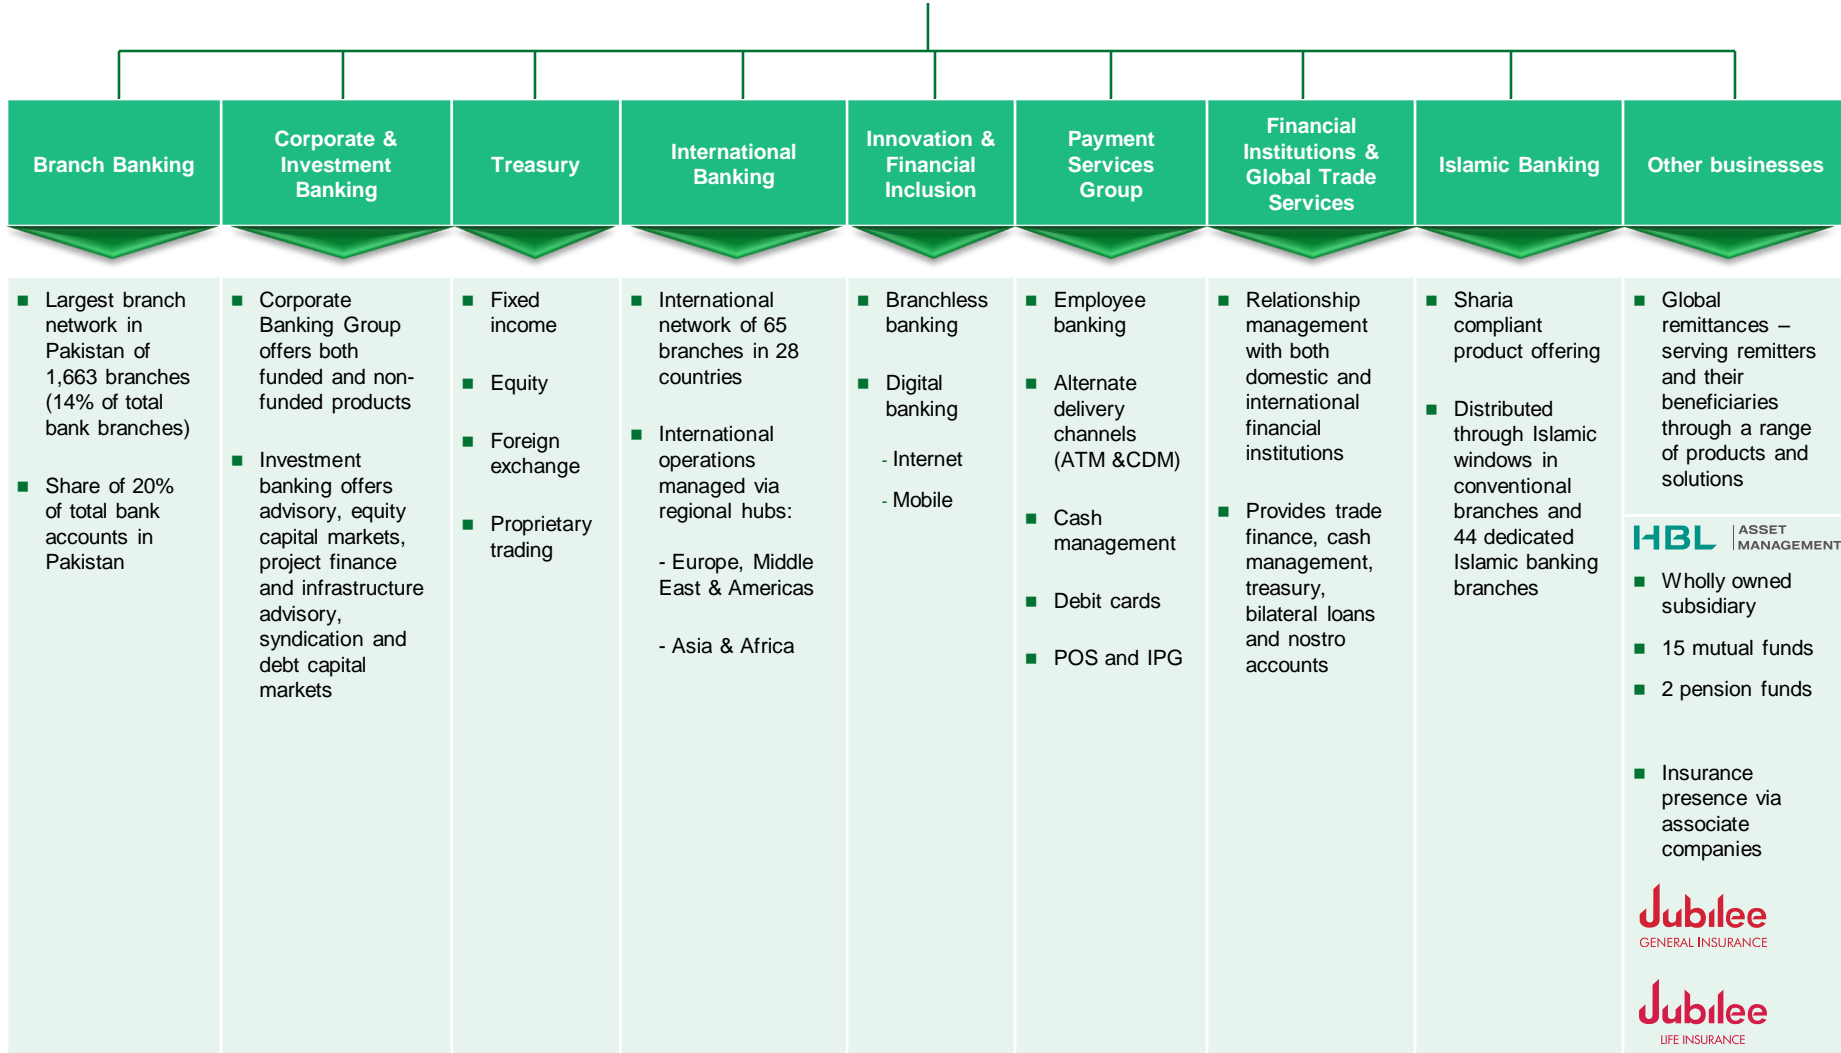 Branch Banking
Corporate &
Investment
Banking
Treasury
International
Banking
Innovation &
Financial
Inclusion
Payment
Services
Group
Financial
Institutions &
Global Trade
Services
Islamic Banking
Other businesses
Largest branch
network in
Pakistan of
1,663 branches
(14% of total
bank branches)
Share of 20%
of total bank
accounts in
Pakistan
Corporate
Banking Group
offers both
funded and non-
funded products
Investment
banking offers
advisory, equity
capital markets,
project finance
and infrastructure
advisory,
syndication and
debt capital
markets
Fixed
income
Equity
Foreign
exchange
Proprietary
trading
International
network of 65
branches in 28
countries
International
operations
managed via
regional hubs:
- Europe, Middle
East & Americas
- Asia & Africa
Branchless
banking
Digital
banking
- Internet
- Mobile
Employee
banking
Alternate
delivery
channels
(ATM &CDM)
Cash
management
Debit cards
POS and IPG
Relationship
management
with both
domestic and
international
financial
institutions
Provides trade
finance, cash
management,
treasury,
bilateral loans
and nostro
accounts
Sharia
compliant
product offering
Distributed
through Islamic
windows in
conventional
branches and
44 dedicated
Islamic banking
branches
Global
remittances –
serving remitters
and their
beneficiaries
through a range
of products and
solutions
HBL ASSET
MANAGEMENT
Wholly owned
subsidiary
15 mutual funds
2 pension funds
Insurance
presence via
associate
companies
Jubilee
GENERAL INSURANCE
Jubilee
LIFE INSURANCE